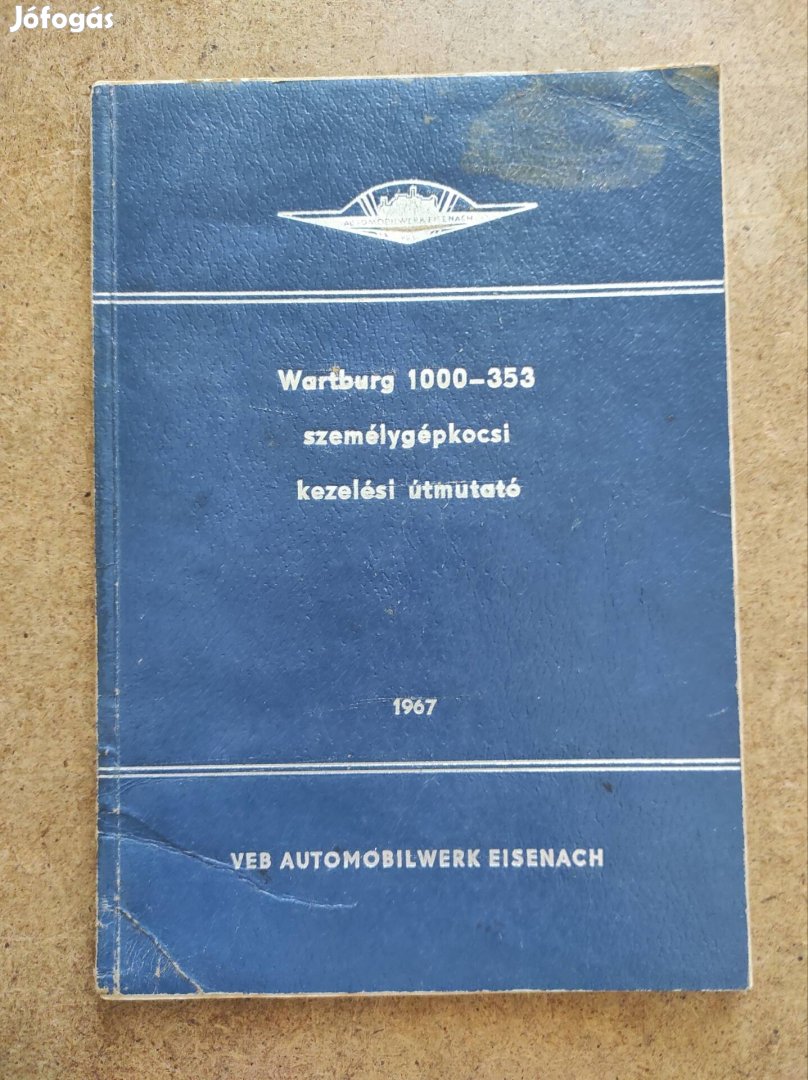 Jófogás
AUTOMOBILWERK EISENACH
Wartburg 1000–353
személygépkocsi
kezelési útmutató
1967
VEB AUTOMOBILWERK EISENACH